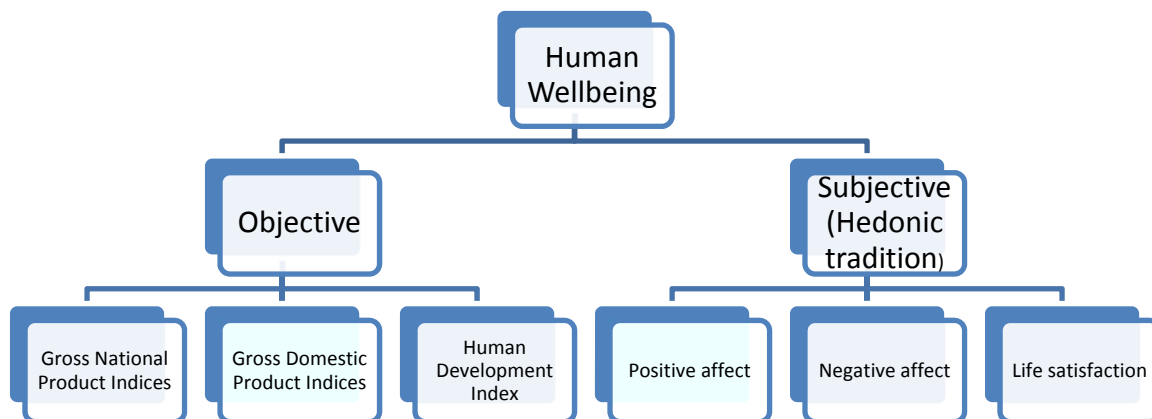 Human
Wellbeing
Objective
Subjective
(Hedonic
tradition)
Gross National
Product Indices
Gross Domestic
Product Indices
Human
Development
Index
Positive affect
Negative affect
Life satisfaction